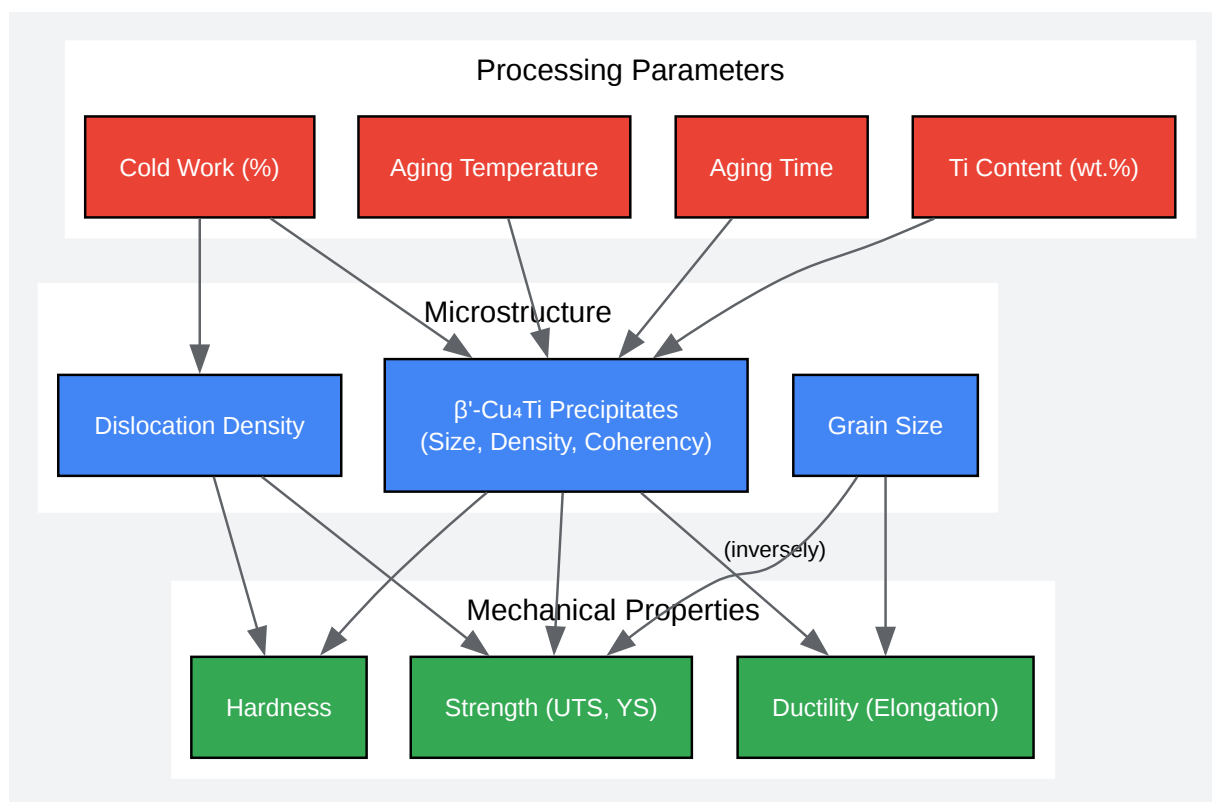 Processing Parameters
Cold Work (%)
Aging Temperature
Aging Time
Ti Content (wt.%)
Microstructure
Dislocation Density
β'-Cu₄Ti Precipitates
(Size, Density, Coherency)
Grain Size
(inversely)
Mechanical Properties
Hardness
Strength (UTS, YS)
Ductility (Elongation)